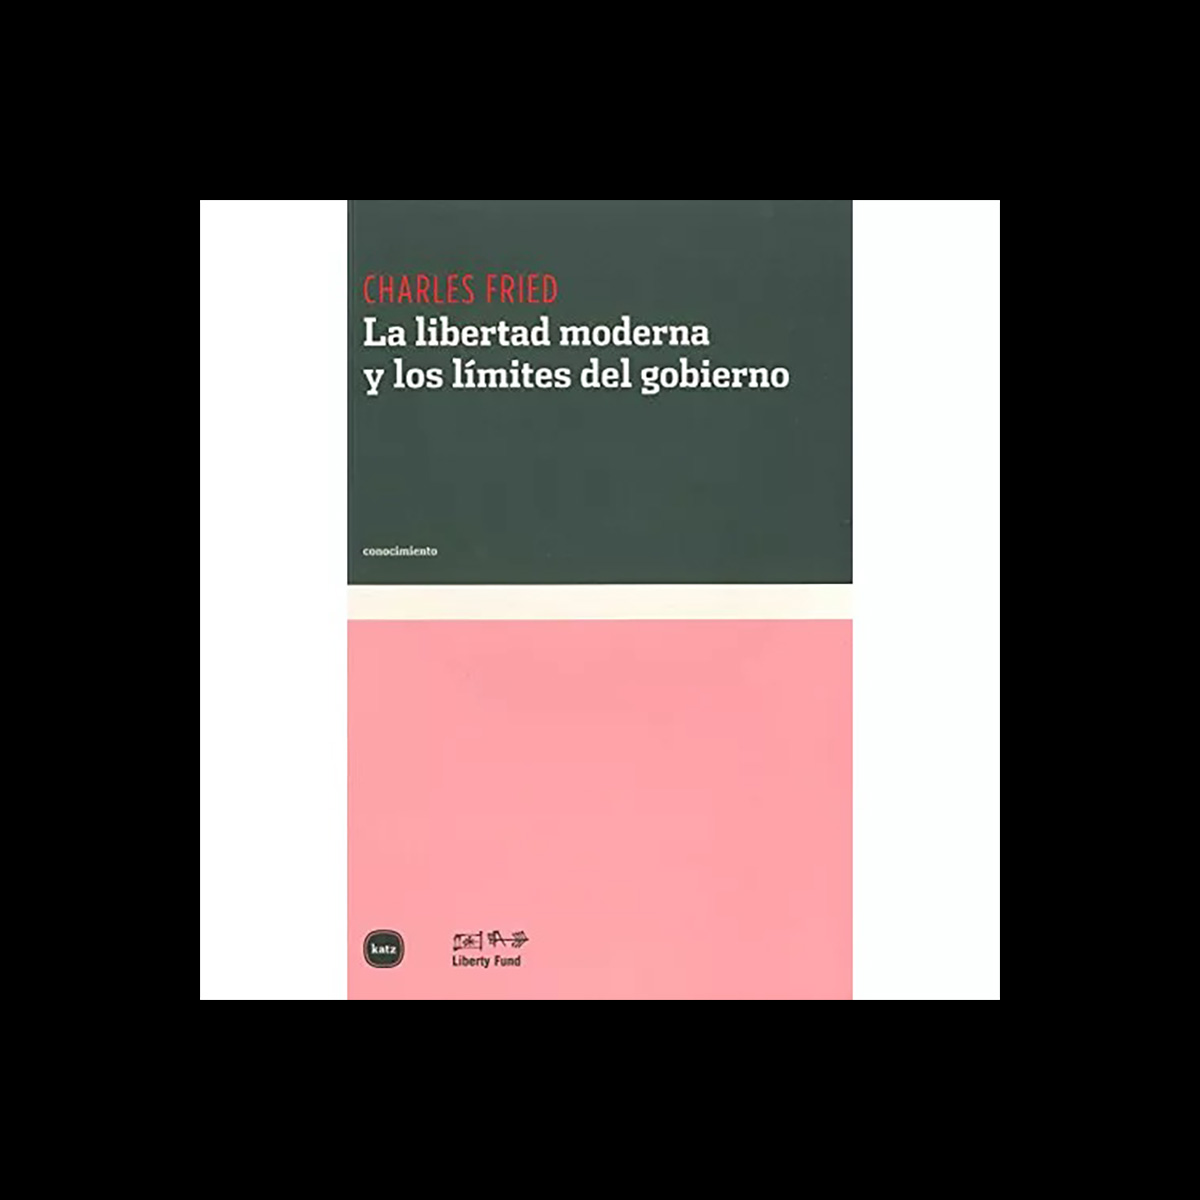 CHARLES FRIED
La libertad moderna
y los límites del gobierno
conocimiento
katz
Liberty Fund